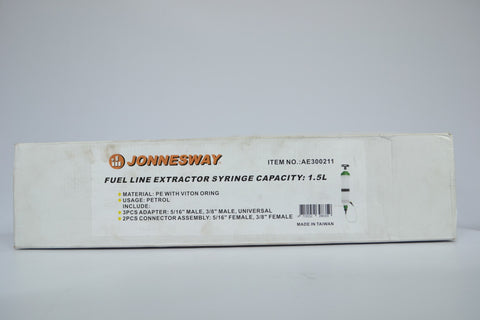 JONNESWAY
ITEM NO.:AE300211
FUEL LINE EXTRACTOR SYRINGE CAPACITY: 1.5L
●MATERIAL: PE WITH VITON ORING
●USAGE: PETROL
INCLUDE:
●3PCS ADAPTER: 5/16" MALE, 3/8" MALE, UNIVERSAL
●2PCS CONNECTOR ASSEMBLY: 5/16" FEMALE, 3/8" FEMALE
MADE IN TAIWAN